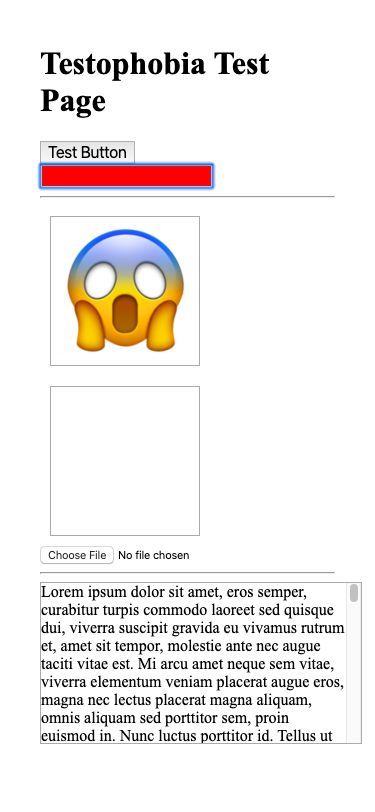 Testophobia Test
Page
Test Button
Choose File No file chosen
Lorem ipsum dolor sit amet, eros semper,
curabitur turpis commodo laoreet sed quisque
dui, viverra suscipit gravida eu vivamus rutrum
et, amet sit tempor, molestie ante nec augue
taciti vitae est. Mi arcu amet neque sem vitae,
viverra elementum veniam placerat augue eros,
magna nec lectus placerat magna aliquam,
omnis aliquam sed porttitor sem, proin
euismod in. Nunc luctus porttitor id. Tellus ut